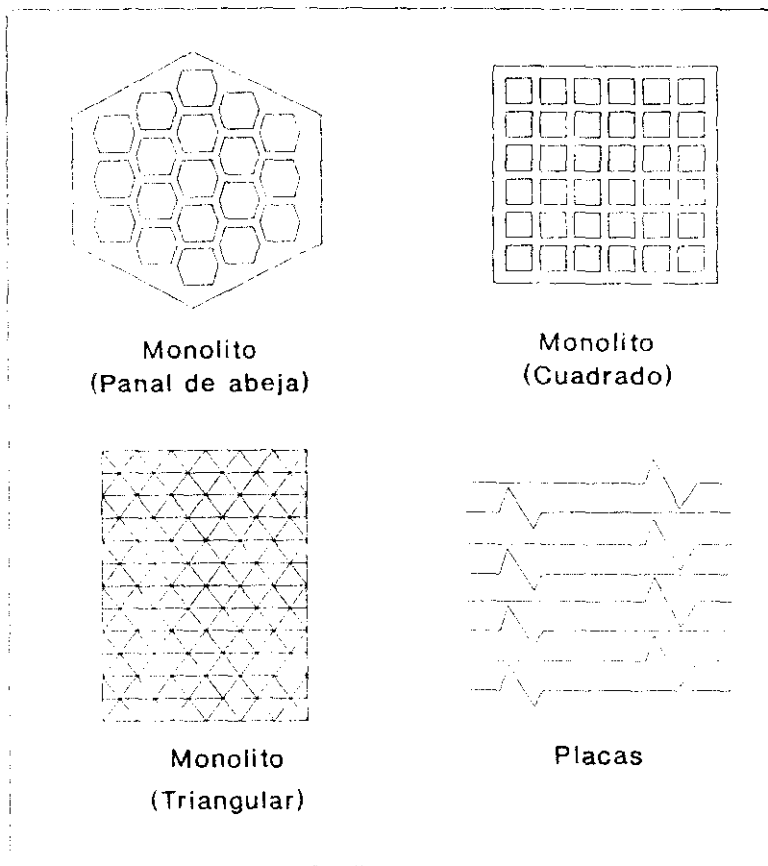 Monolito
(Panal de abeja)
Monolito
(Cuadrado)
Monolito
(Triangular)
Placas